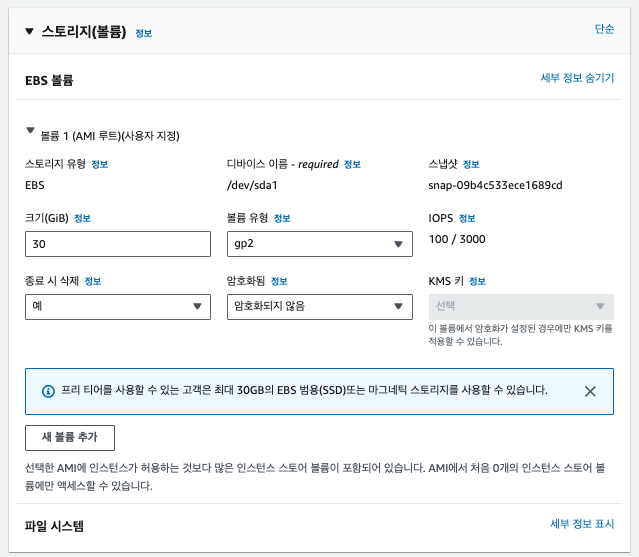 ▼ 스토리지(볼륨) 정보 단순
EBS 볼륨 세부 정보 숨기기
▼ 볼륨 1 (AMI 루트)(사용자 지정)
스토리지 유형 정보 디바이스 이름 - required 정보 스냅샷 정보
EBS /dev/sda1 snap-09b4c533ece1689cd
크기(GiB) 정보 볼륨 유형 정보 IOPS 정보
30 gp2 100 / 3000
종료 시 삭제 정보 암호화됨 정보 KMS 키 정보
예 암호화되지 않음 선택
이 볼륨에서 암호화가 설정된 경우에만 KMS 키를
적용할 수 있습니다.
프리 티어를 사용할 수 있는 고객은 최대 30GB의 EBS 범용(SSD)또는 마그네틱 스토리지를 사용할 수 있습니다.
새 볼륨 추가
선택한 AMI에 인스턴스가 허용하는 것보다 많은 인스턴스 스토어 볼륨이 포함되어 있습니다. AMI에서 처음 0개의 인스턴스 스토어 볼
륨에만 액세스할 수 있습니다.
파일 시스템 세부 정보 표시